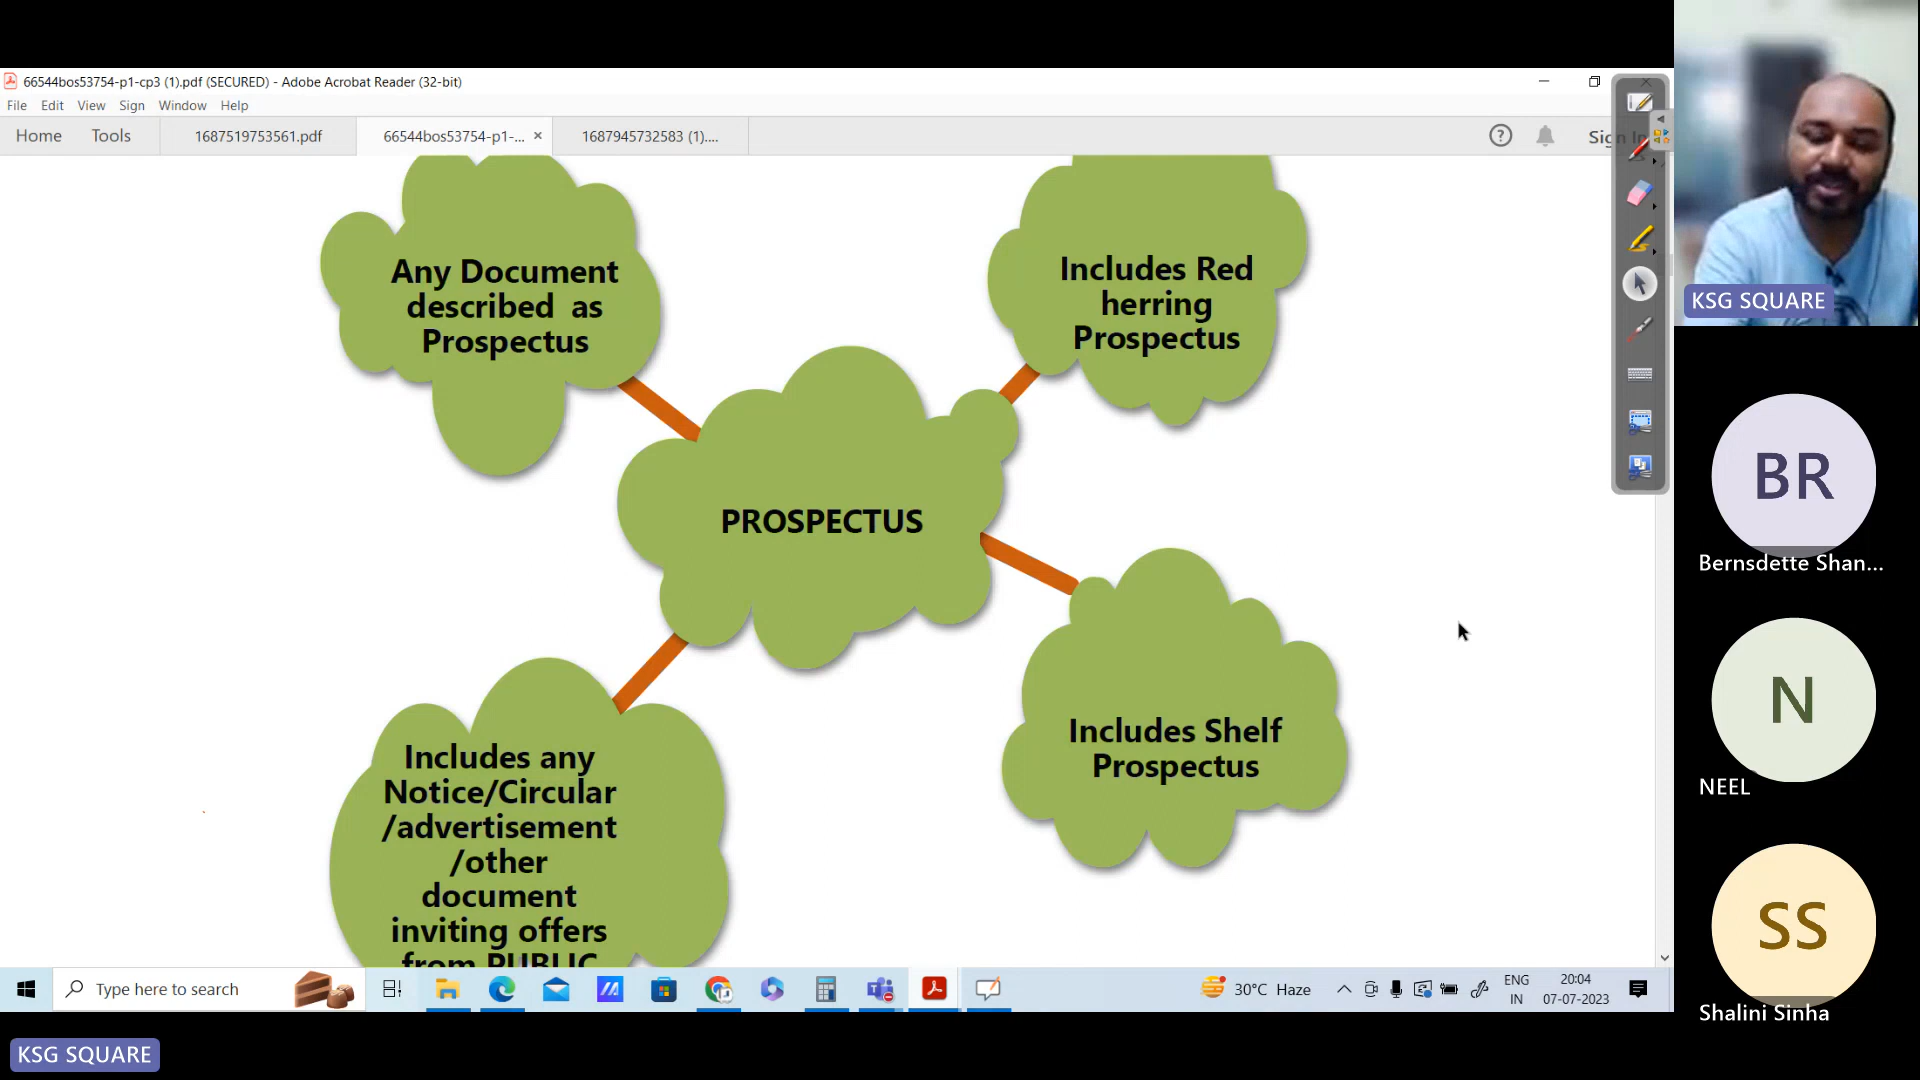 66544bos53754-p1-cp3 (1).pdf (SECURED) - Adobe Acrobat Reader (32-bit)
File Edit View Sign Window Help
Home Tools 1687519753561.pdf 66544bos53754-p1-... × 1687945732583 (1)....
Any Document
described as
Prospectus
Includes Red
herring
Prospectus
PROSPECTUS
Includes Shelf
Prospectus
Includes any
Notice/Circular
/advertisement
/other
document
inviting offers
from PUBLIC
KSG SQUARE
BR
Bernsdette Shan...
N
NEEL
SS
Shalini Sinha
Type here to search
30°C Haze
ENG
IN
20:04
07-07-2023
KSG SQUARE